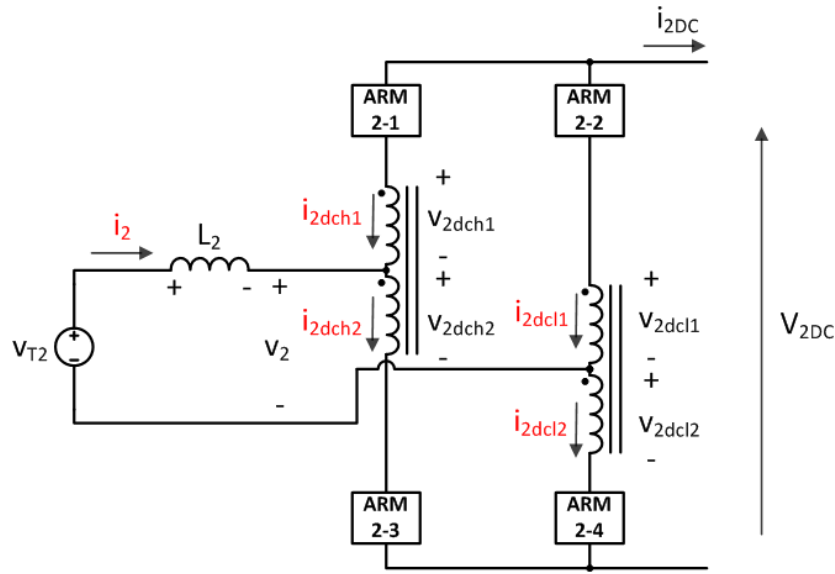 i2DC
ARM
2-1
ARM
2-2
+
i2dch1
v2dch1
-
i2
L2
+ - +
+
+
vT2
+
-
v2
i2dch2
v2dch2
-
i2dcl1
v2dcl1
-
V2DC
-
+
i2dcl2
v2dcl2
-
ARM
2-3
ARM
2-4